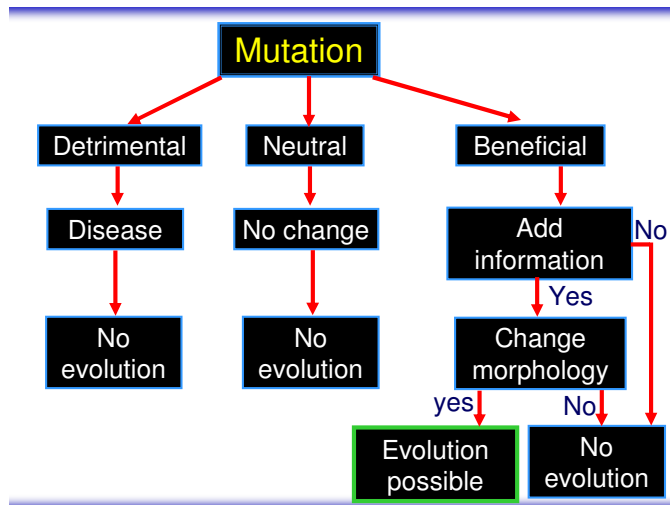 Mutation
Detrimental
Neutral
Beneficial
Disease
No change
Add
information
No
Yes
No
evolution
No
evolution
Change
morphology
yes
No
Evolution
possible
No
evolution